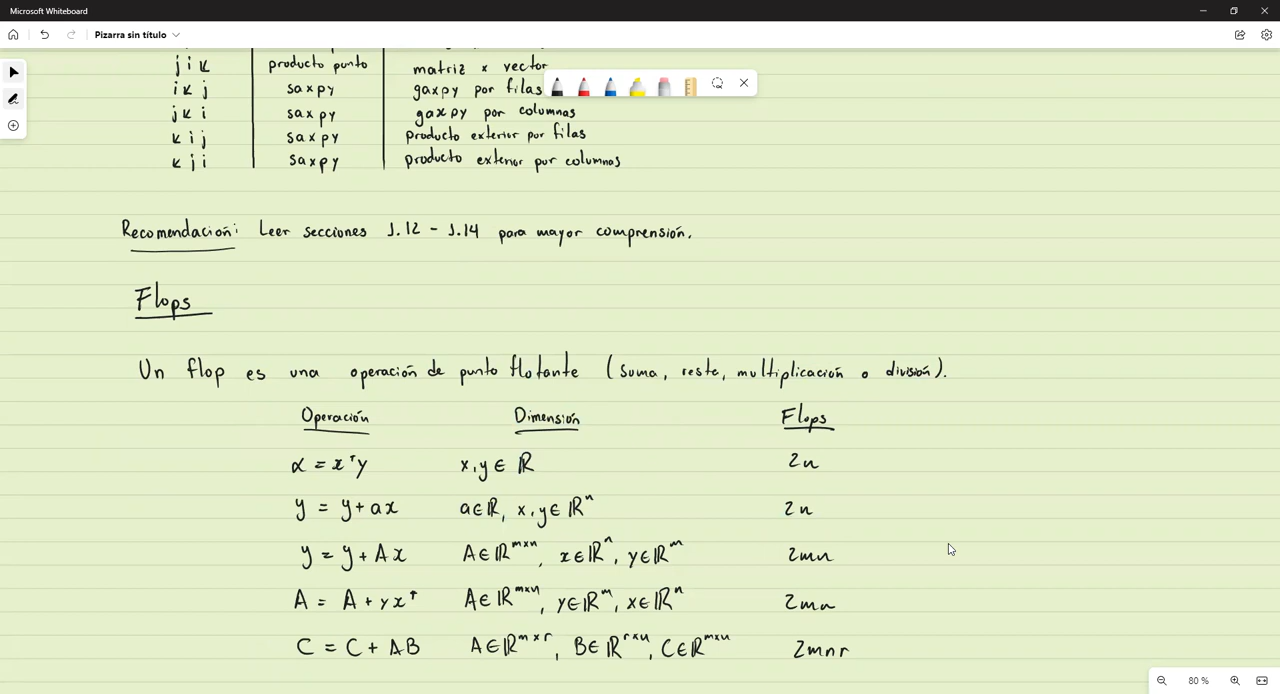 Microsoft Whiteboard
Pizarra sin título
j i k producto punto matriz x vector
i k j saxpy gaxpy por filas
j k i saxpy gaxpy por columnas
k i j saxpy producto exterior por filas
k j i saxpy producto exterior por columnas
Recomendación: Leer secciones 1.12 - 1.14 para mayor comprensión.
Flops
Un flop es una operación de punto flotante (suma, resta, multiplicación o división).
Operación Dimensión Flops
α = xᵀy x,y ∈ ℝ 2n
y = y + ax a∈ℝ, x,y∈ℝⁿ 2n
y = y + Ax A∈ℝᵐˣⁿ, x∈ℝⁿ, y∈ℝᵐ 2mn
A = A + yxᵀ A∈ℝᵐˣⁿ, y∈ℝᵐ, x∈ℝⁿ 2mn
C = C + AB A∈ℝᵐˣʳ, B∈ℝʳˣⁿ, C∈ℝᵐˣⁿ 2mnr
80 %